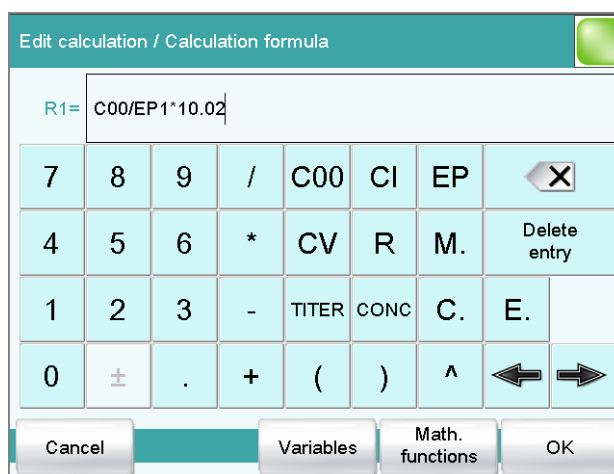 Edit calculation / Calculation formula
R1= C00/EP1*10.02
7 8 9 / C00 CI EP
4 5 6 * CV R M. Delete entry
1 2 3 - TITER CONC C. E.
0 ± . + ( ) ^
Cancel Variables Math. functions OK